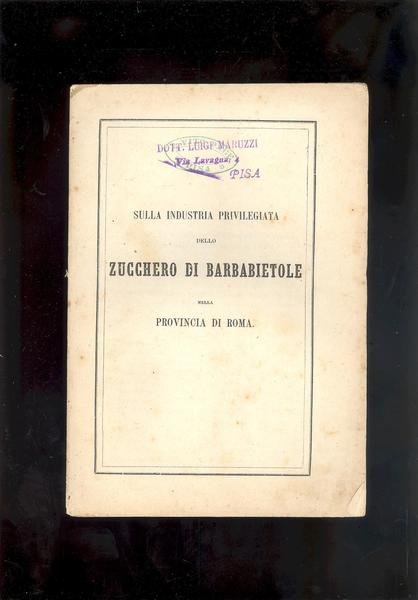 DOTT. LUIGI MARUZZI
Via Lavagna, 4
PISA
SULLA INDUSTRIA PRIVILEGIATA
DELLO
ZUCCHERO DI BARBABIETOLE
NELLA
PROVINCIA DI ROMA.